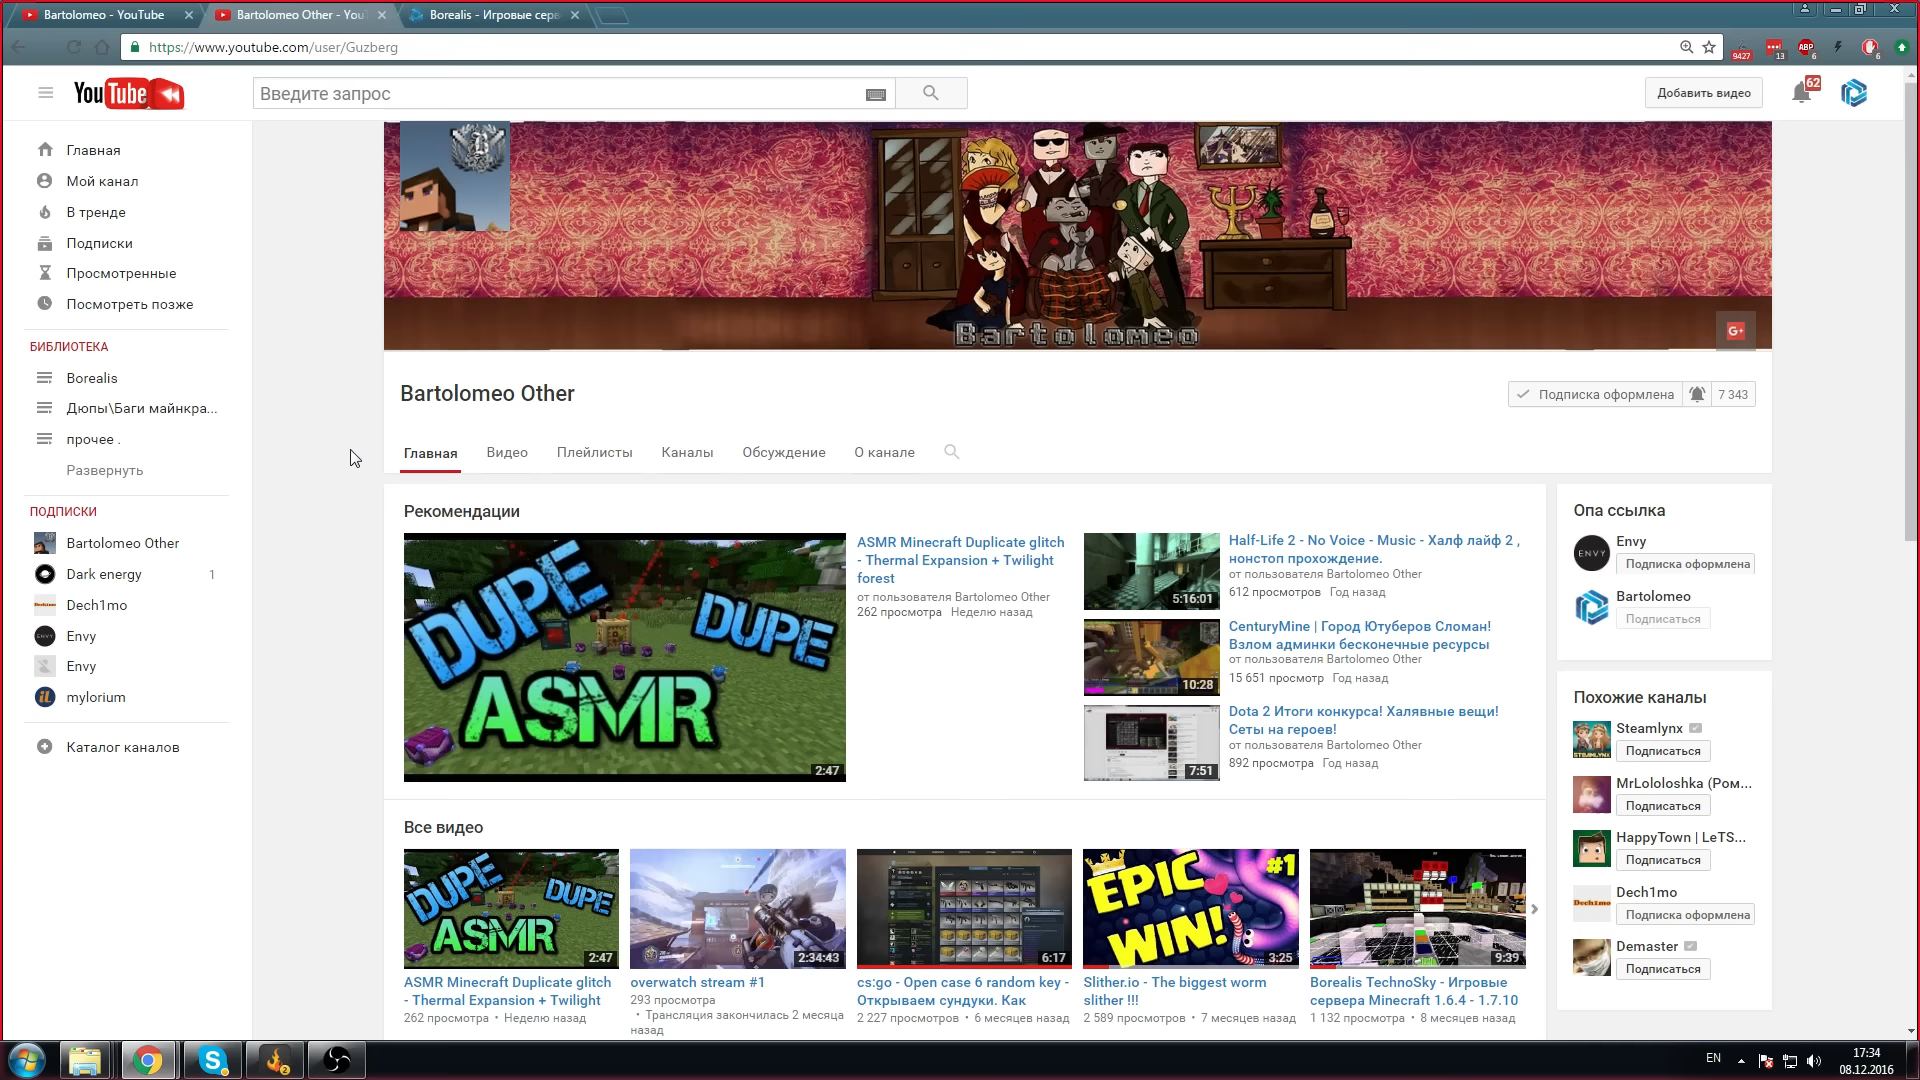 Bartolomeo - YouTube
Bartolomeo Other - You
Borealis - Игровые серв
https://www.youtube.com/user/Guzberg
9427
13
ABP
6
6
YouTube
Введите запрос
Добавить видео
62
Главная
Мой канал
В тренде
Подписки
Просмотренные
Посмотреть позже
БИБЛИОТЕКА
Borealis
Дюпы\Баги майнкра...
прочее .
Развернуть
ПОДПИСКИ
Bartolomeo Other
Dark energy 1
Dech1mo
Envy
Envy
mylorium
Каталог каналов
Bartolomeo
G+
Bartolomeo Other
Подписка оформлена 7 343
Главная Видео Плейлисты Каналы Обсуждение О канале
Рекомендации
DUPE
DUPE
ASMR
2:47
ASMR Minecraft Duplicate glitch
- Thermal Expansion + Twilight
forest
от пользователя Bartolomeo Other
262 просмотра Неделю назад
5:16:01
Half-Life 2 - No Voice - Music - Халф лайф 2 ,
нонстоп прохождение.
от пользователя Bartolomeo Other
612 просмотров Год назад
10:28
CenturyMine | Город Ютуберов Сломан!
Взлом админки бесконечные ресурсы
от пользователя Bartolomeo Other
15 651 просмотр Год назад
7:51
Dota 2 Итоги конкурса! Халявные вещи!
Сеты на героев!
от пользователя Bartolomeo Other
892 просмотра Год назад
Все видео
DUPE
DUPE
ASMR
2:47
ASMR Minecraft Duplicate glitch
- Thermal Expansion + Twilight
262 просмотра • Неделю назад
2:34:43
overwatch stream #1
293 просмотра
• Трансляция закончилась 2 месяца
назад
6:17
cs:go - Open case 6 random key -
Открываем сундуки. Как
2 227 просмотров • 6 месяцев назад
EPIC
WIN!
#1
3:25
Slither.io - The biggest worm
slither !!!
2 589 просмотров • 7 месяцев назад
9:39
Borealis TechnoSky - Игровые
сервера Minecraft 1.6.4 - 1.7.10
1 132 просмотра • 8 месяцев назад
Опа ссылка
ENVY
Envy
Подписка оформлена
Bartolomeo
Подписаться
Похожие каналы
STEAMLYNX
Steamlynx
Подписаться
MrLololoshka (Ром...
Подписаться
HappyTown | LeTS...
Подписаться
Dech1mo
Dech1mo
Подписка оформлена
Demaster
Подписаться
2
EN
17:34
08.12.2016